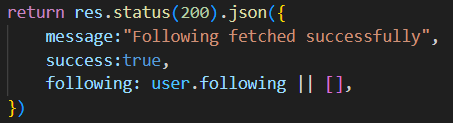 return res.status(200).json({
    message:"Following fetched successfully",
    success:true,
    following: user.following || [],
})